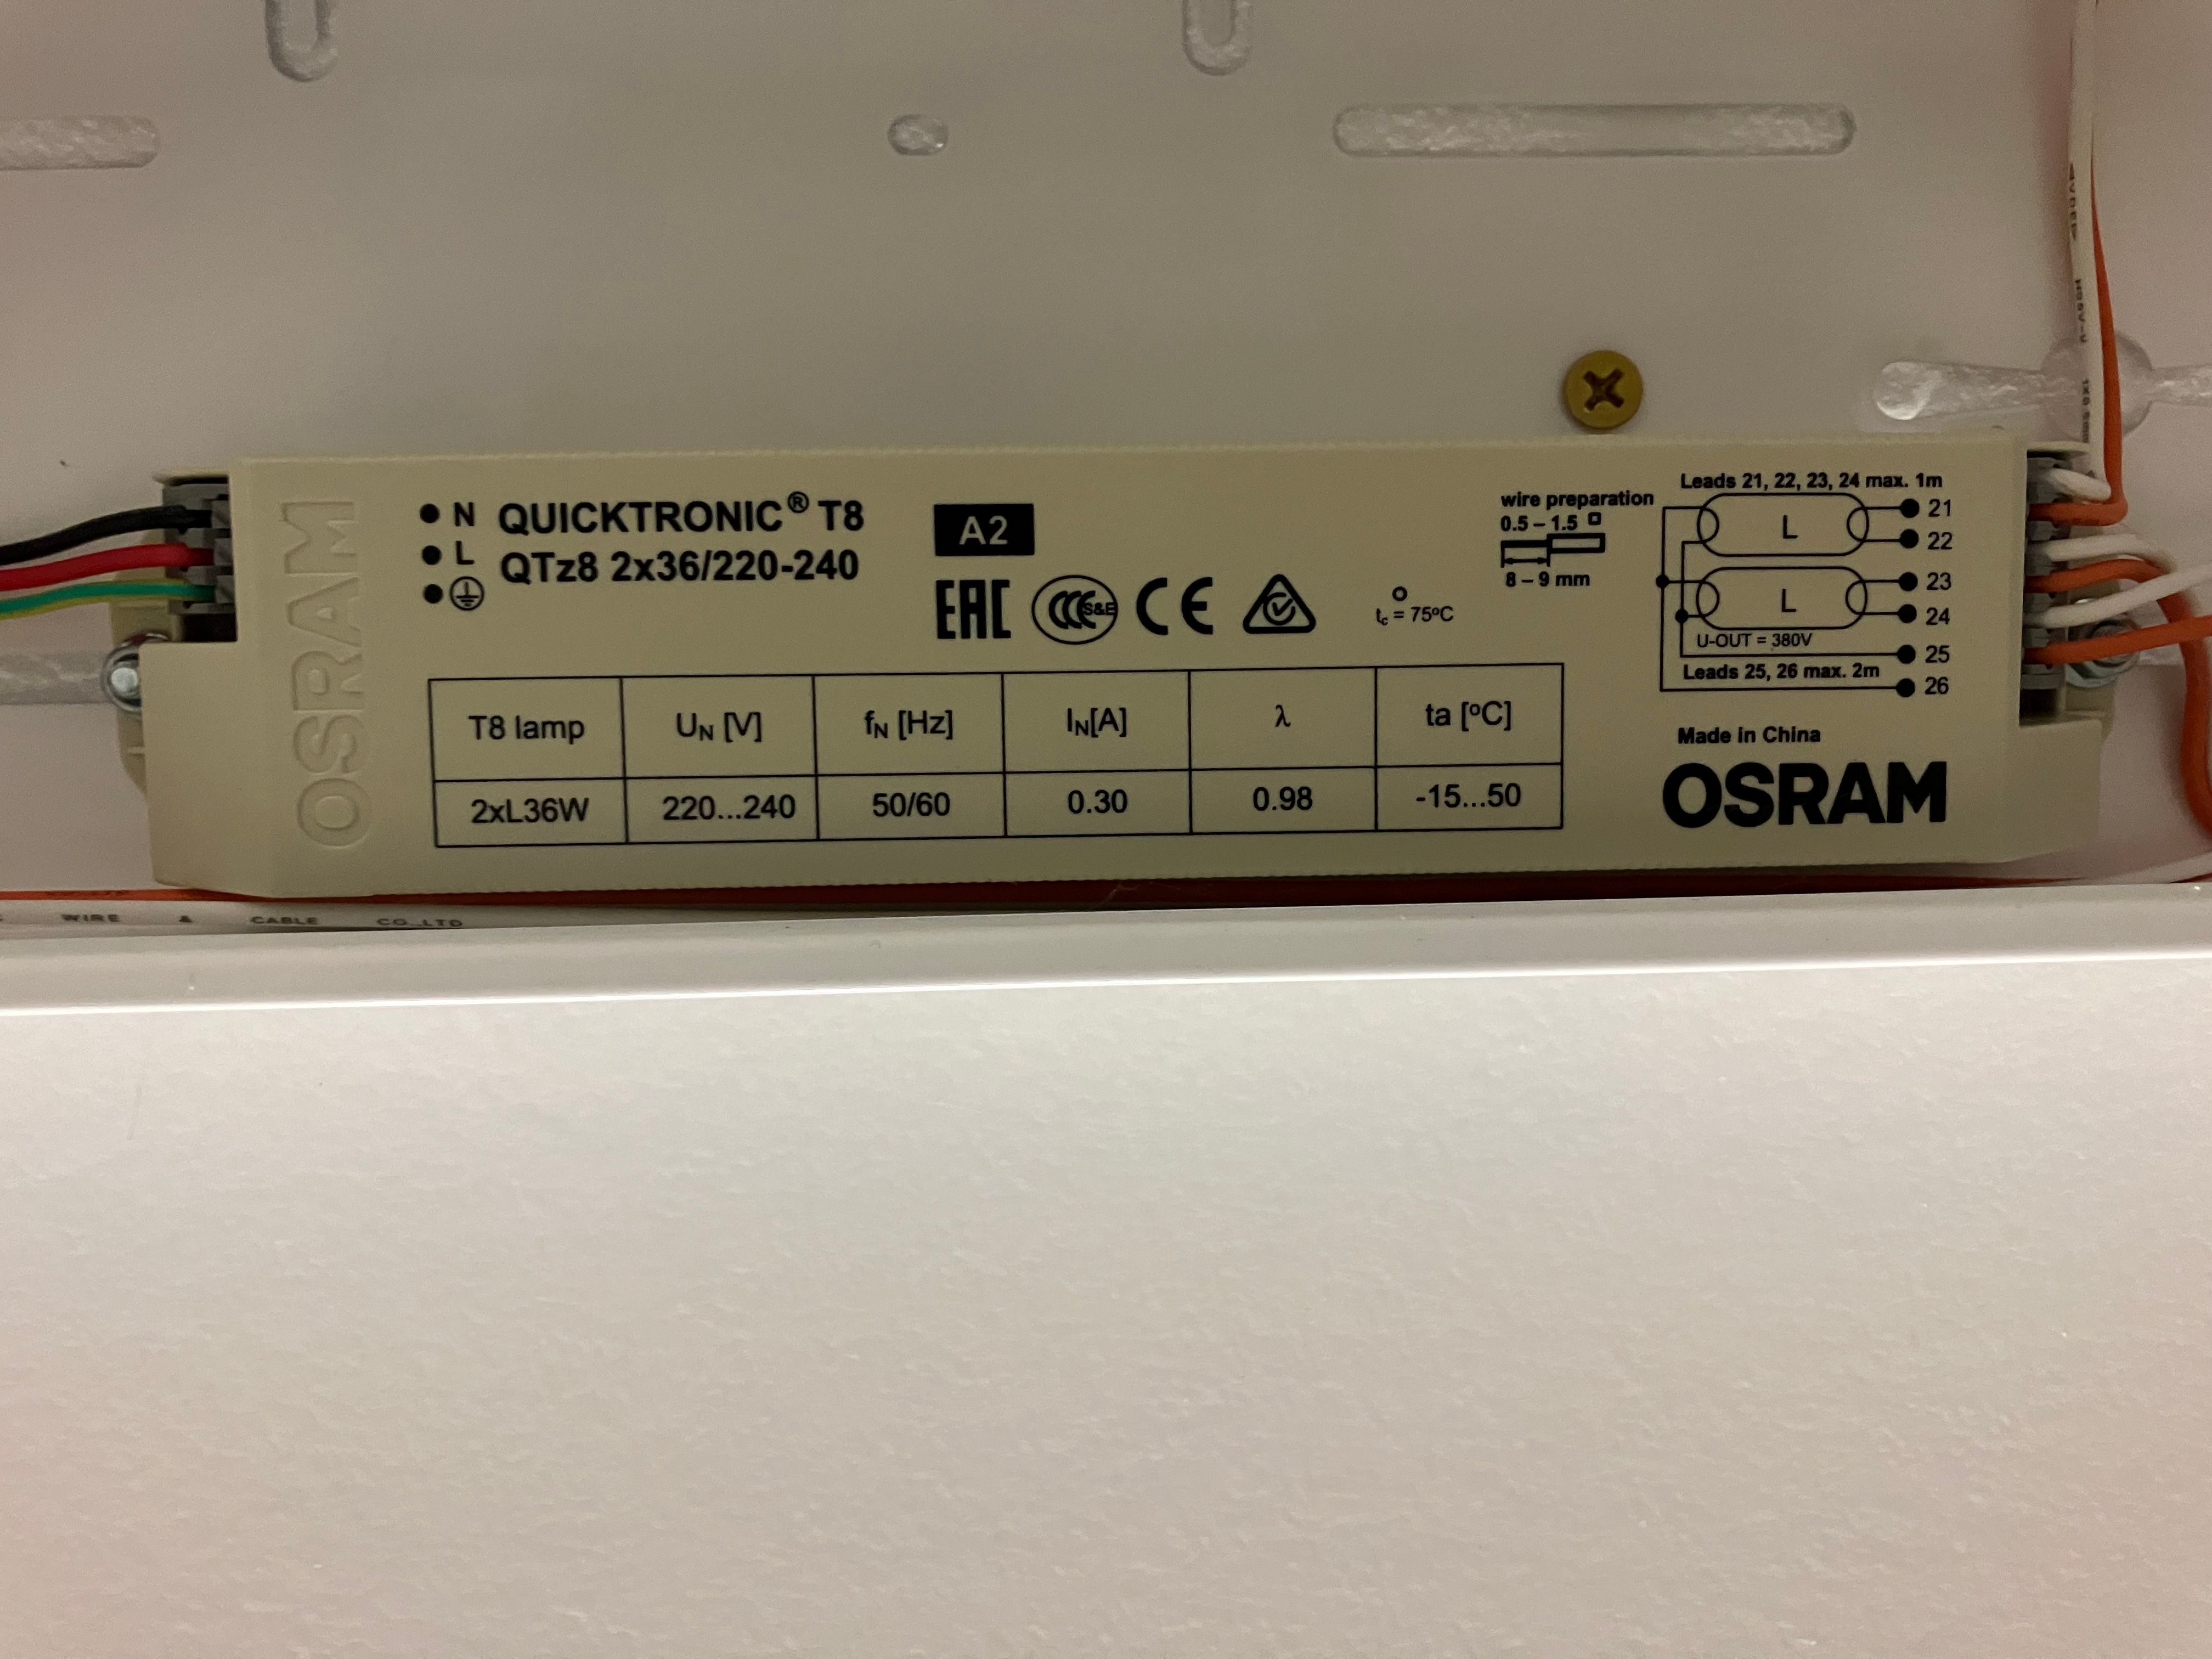 OSRAM
N QUICKTRONIC® T8
L QTz8 2x36/220-240
A2
EAC
CCC S&E
CE
tc = 75ºC
wire preparation
0.5 – 1.5
8 – 9 mm
Leads 21, 22, 23, 24 max. 1m
L 21
22
L 23
24
U-OUT = 380V
25
Leads 25, 26 max. 2m
26
T8 lamp UN [V] fN [Hz] IN[A] λ ta [ºC]
2xL36W 220...240 50/60 0.30 0.98 -15...50
Made in China
OSRAM
WIRE & CABLE CO.,LTD